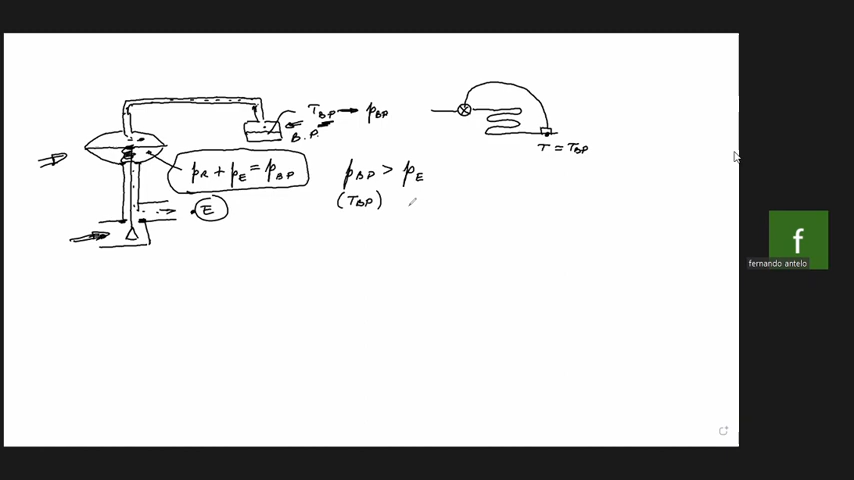 T_BP → p_BP
B.P.
p_R + p_E = p_BP
p_BP > p_E
(T_BP)
E
T = T_BP
f
fernando antelo